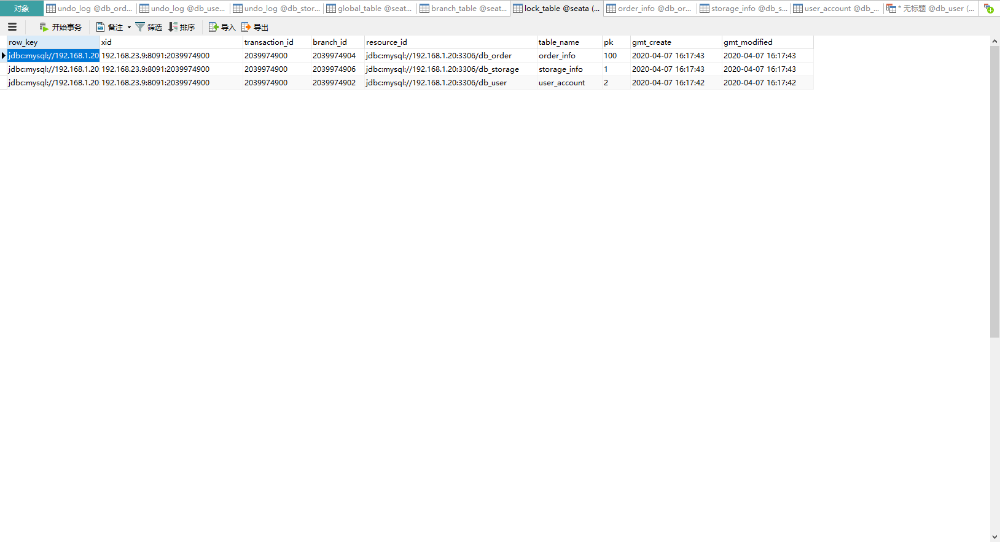 对象 undo_log @db_ord... undo_log @db_use... undo_log @db_stor... global_table @seat... branch_table @seat... lock_table @seata (... order_info @db_or... storage_info @db_s... user_account @db_... * 无标题 @db_user (...
开始事务 备注 筛选 排序 导入 导出
row_key xid transaction_id branch_id resource_id table_name pk gmt_create gmt_modified
jdbc:mysql://192.168.1.20 192.168.23.9:8091:2039974900 2039974900 2039974904 jdbc:mysql://192.168.1.20:3306/db_order order_info 100 2020-04-07 16:17:43 2020-04-07 16:17:43
jdbc:mysql://192.168.1.20 192.168.23.9:8091:2039974900 2039974900 2039974906 jdbc:mysql://192.168.1.20:3306/db_storage storage_info 1 2020-04-07 16:17:43 2020-04-07 16:17:43
jdbc:mysql://192.168.1.20 192.168.23.9:8091:2039974900 2039974900 2039974902 jdbc:mysql://192.168.1.20:3306/db_user user_account 2 2020-04-07 16:17:42 2020-04-07 16:17:42